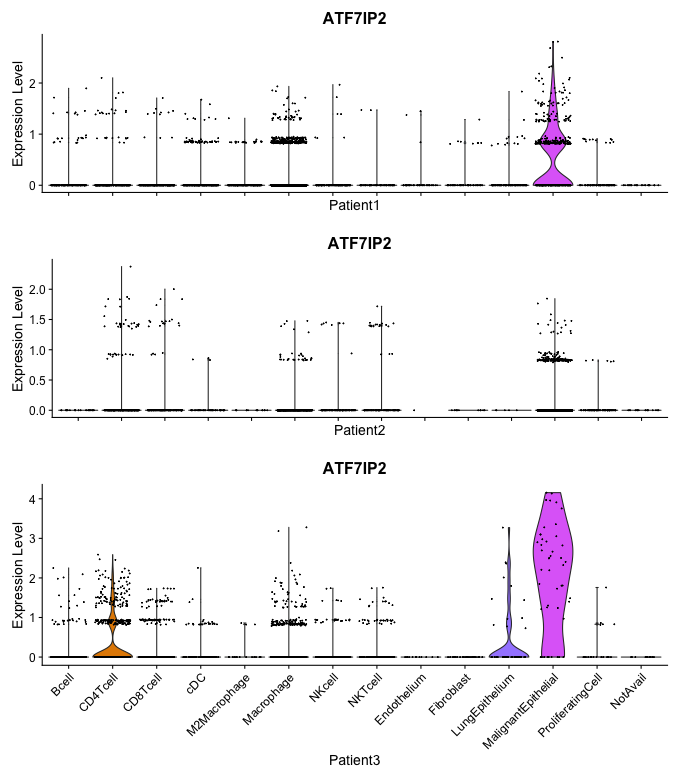 ATF7IP2
Expression Level
2
1
0
Patient1
ATF7IP2
Expression Level
2.0
1.5
1.0
0.5
0.0
Patient2
ATF7IP2
Expression Level
4
3
2
1
0
Bcell
CD4Tcell
CD8Tcell
cDC
M2Macrophage
Macrophage
NKcell
NKTcell
Endothelium
Fibroblast
LungEpithelium
MalignantEpithelial
ProliferatingCell
NotAvail
Patient3